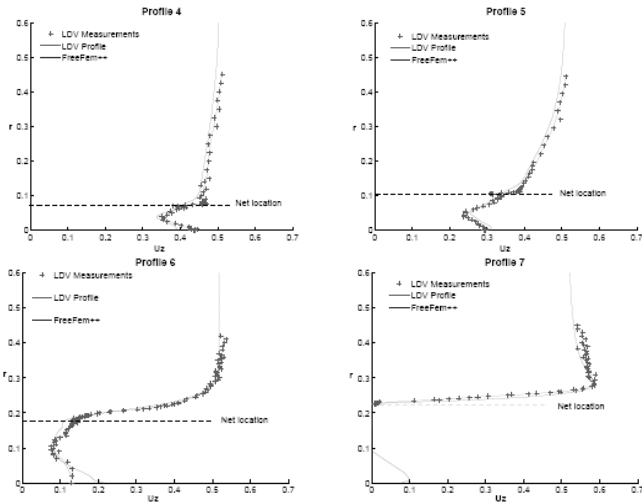 Profile 4
0.6
LDV Measurements
LDV Profile
FreeFem++
0.5
0.4
r 0.3
0.2
0.1
Net location
0
0 0.1 0.2 0.3 0.4 0.5 0.6 0.7
Uz
Profile 5
0.6
LDV Measurements
LDV Profile
FreeFem++
0.5
0.4
r 0.3
0.2
0.1
Net location
0
0 0.1 0.2 0.3 0.4 0.5 0.6 0.7
Uz
Profile 6
0.6
LDV Measurements
LDV Profile
FreeFem++
0.5
0.4
r 0.3
0.2
Net location
0.1
0
0 0.1 0.2 0.3 0.4 0.5 0.6 0.7
Uz
Profile 7
0.6
LDV Measurements
LDV Profile
FreeFem++
0.5
0.4
r 0.3
0.2
Net location
0.1
0
0 0.1 0.2 0.3 0.4 0.5 0.6 0.7
Uz